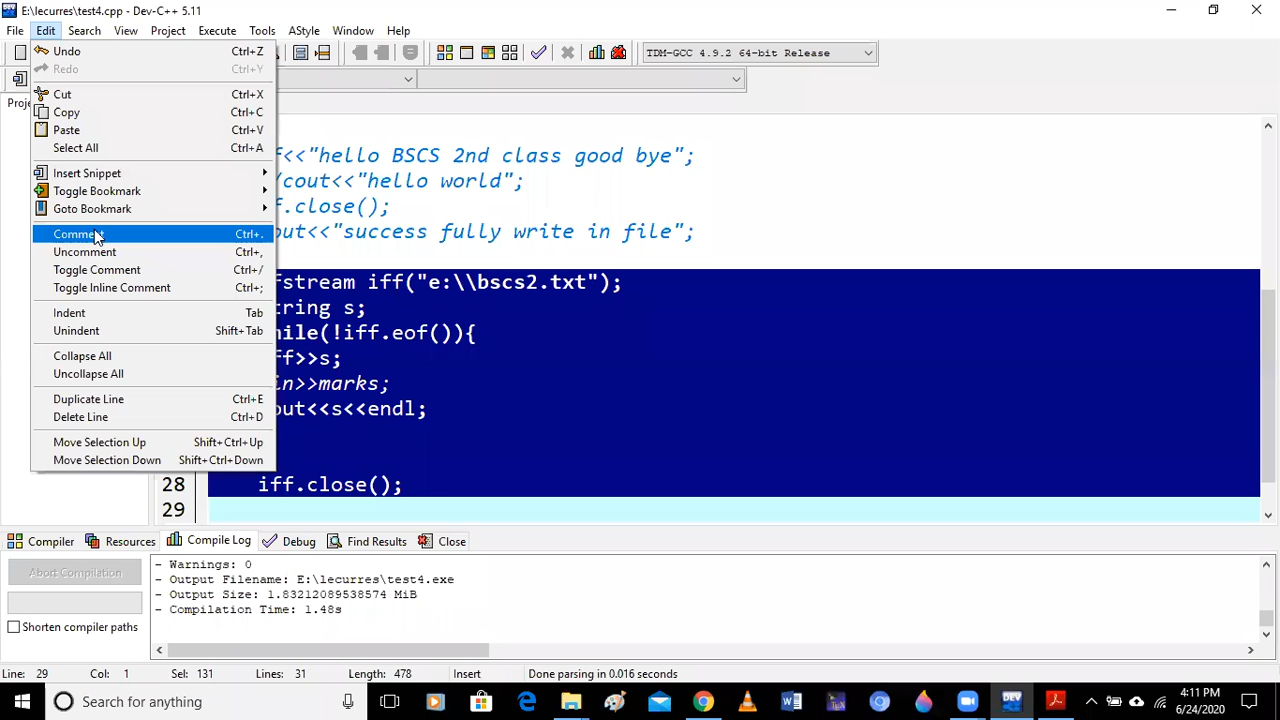 E:\lecurres\test4.cpp - Dev-C++ 5.11
File Edit Search View Project Execute Tools AStyle Window Help
TDM-GCC 4.9.2 64-bit Release
Undo Ctrl+Z
Redo Ctrl+Y
Cut Ctrl+X
Copy Ctrl+C
Paste Ctrl+V
Select All Ctrl+A
Insert Snippet
Toggle Bookmark
Goto Bookmark
Comment Ctrl+.
Uncomment Ctrl+,
Toggle Comment Ctrl+/
Toggle Inline Comment Ctrl+;
Indent Tab
Unindent Shift+Tab
Collapse All
Uncollapse All
Duplicate Line Ctrl+E
Delete Line Ctrl+D
Move Selection Up Shift+Ctrl+Up
Move Selection Down Shift+Ctrl+Down
<<"hello BSCS 2nd class good bye";
/cout<<"hello world";
f.close();
out<<"success fully write in file";
fstream iff("e:\\bscs2.txt");
tring s;
hile(!iff.eof()){
ff>>s;
in>>marks;
out<<s<<endl;
28 iff.close();
29
Compiler Resources Compile Log Debug Find Results Close
Abort Compilation
Shorten compiler paths
- Warnings: 0
- Output Filename: E:\lecurres\test4.exe
- Output Size: 1.83212089538574 MiB
- Compilation Time: 1.48s
Line: 29 Col: 1 Sel: 131 Lines: 31 Length: 478 Insert Done parsing in 0.016 seconds
Search for anything
4:11 PM
6/24/2020